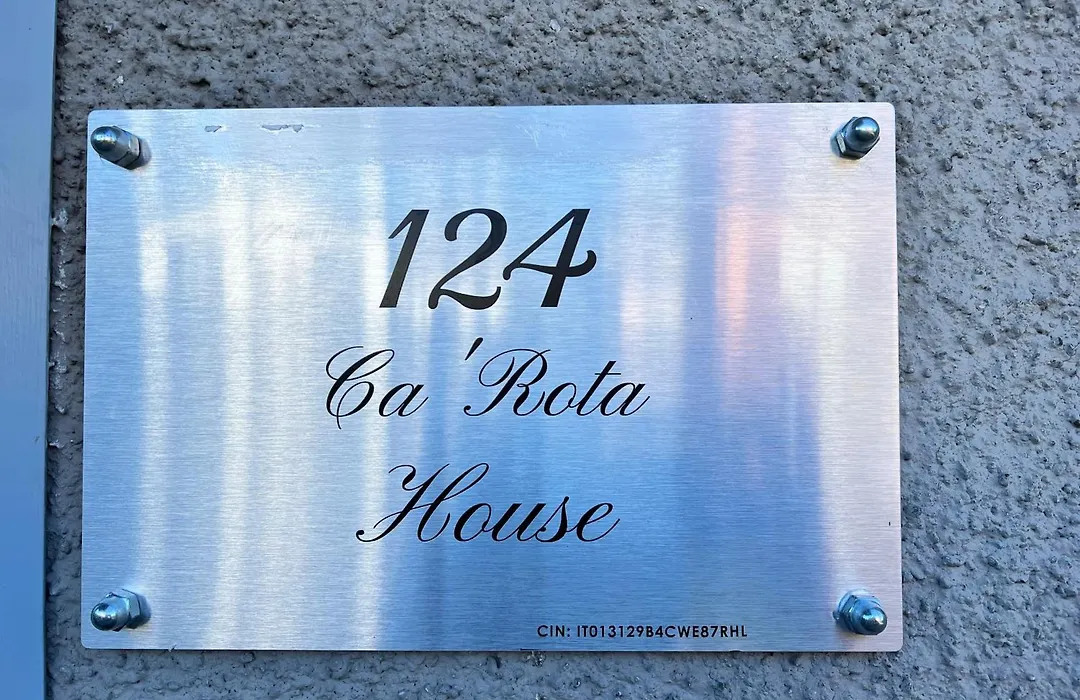 124
Ca 'Rota
House
CIN: IT013129B4CWE87RHL